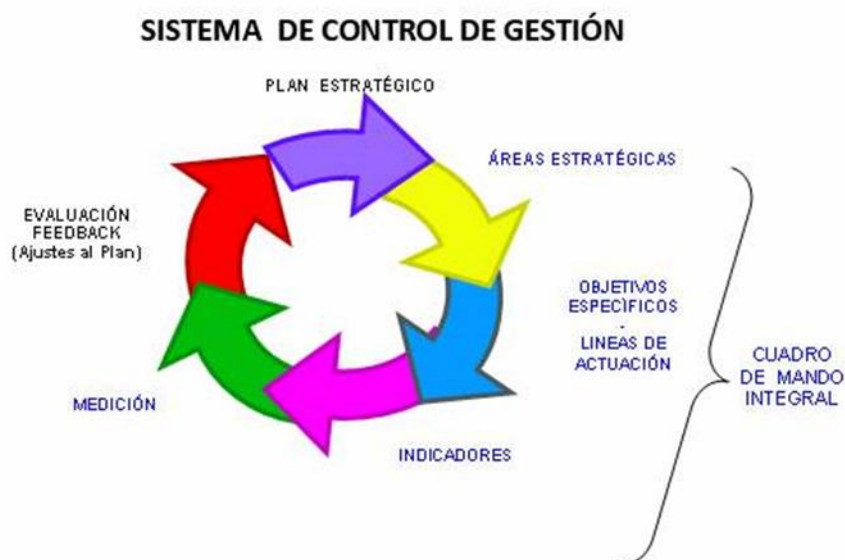 SISTEMA DE CONTROL DE GESTIÓN
PLAN ESTRATÉGICO
ÁREAS ESTRATÉGICAS
EVALUACIÓN
FEEDBACK
(Ajustes al Plan)
OBJETIVOS
ESPECÌFICOS
-
LINEAS DE
ACTUACIÓN
CUADRO
DE MANDO
INTEGRAL
MEDICIÓN
INDICADORES